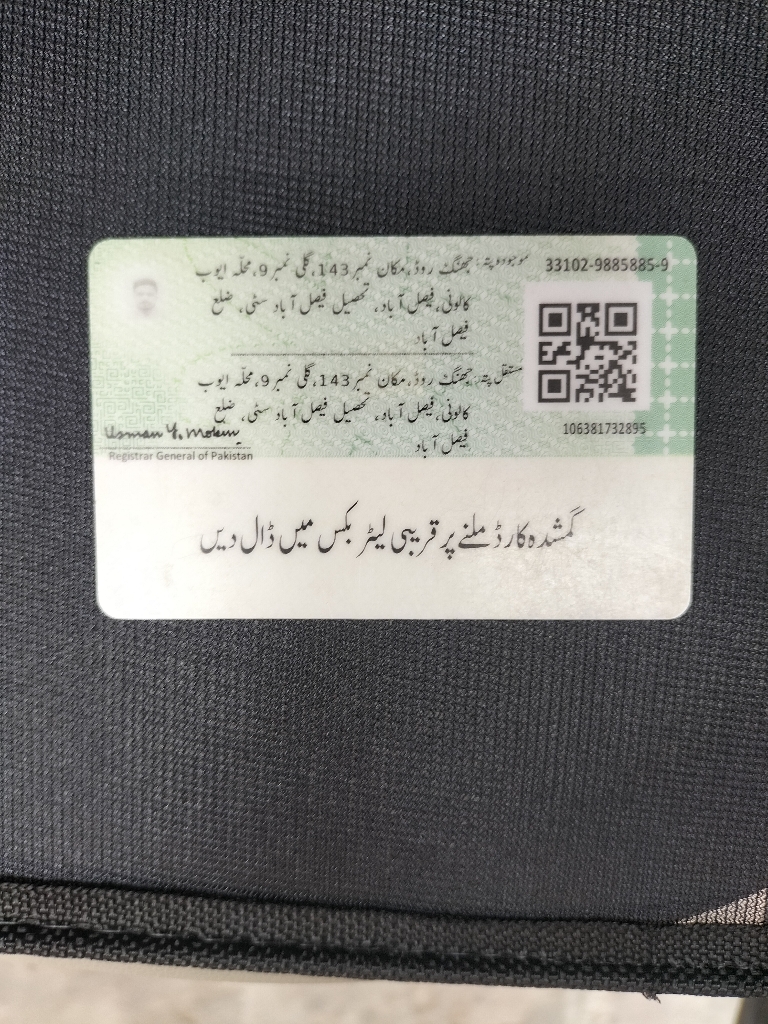 موجودہ پتہ: جھنگ روڈ، مکان نمبر 143، گلی نمبر 9، محلہ ایوب
33102-9885885-9
کالونی، فیصل آباد، تحصیل فیصل آباد سٹی، ضلع
فیصل آباد
مستقل پتہ: جھنگ روڈ، مکان نمبر 143، گلی نمبر 9، محلہ ایوب
کالونی، فیصل آباد، تحصیل فیصل آباد سٹی، ضلع
فیصل آباد
106381732895
Usman Y. Mobin
Registrar General of Pakistan
گمشدہ کارڈ ملنے پر قریبی لیٹر بکس میں ڈال دیں